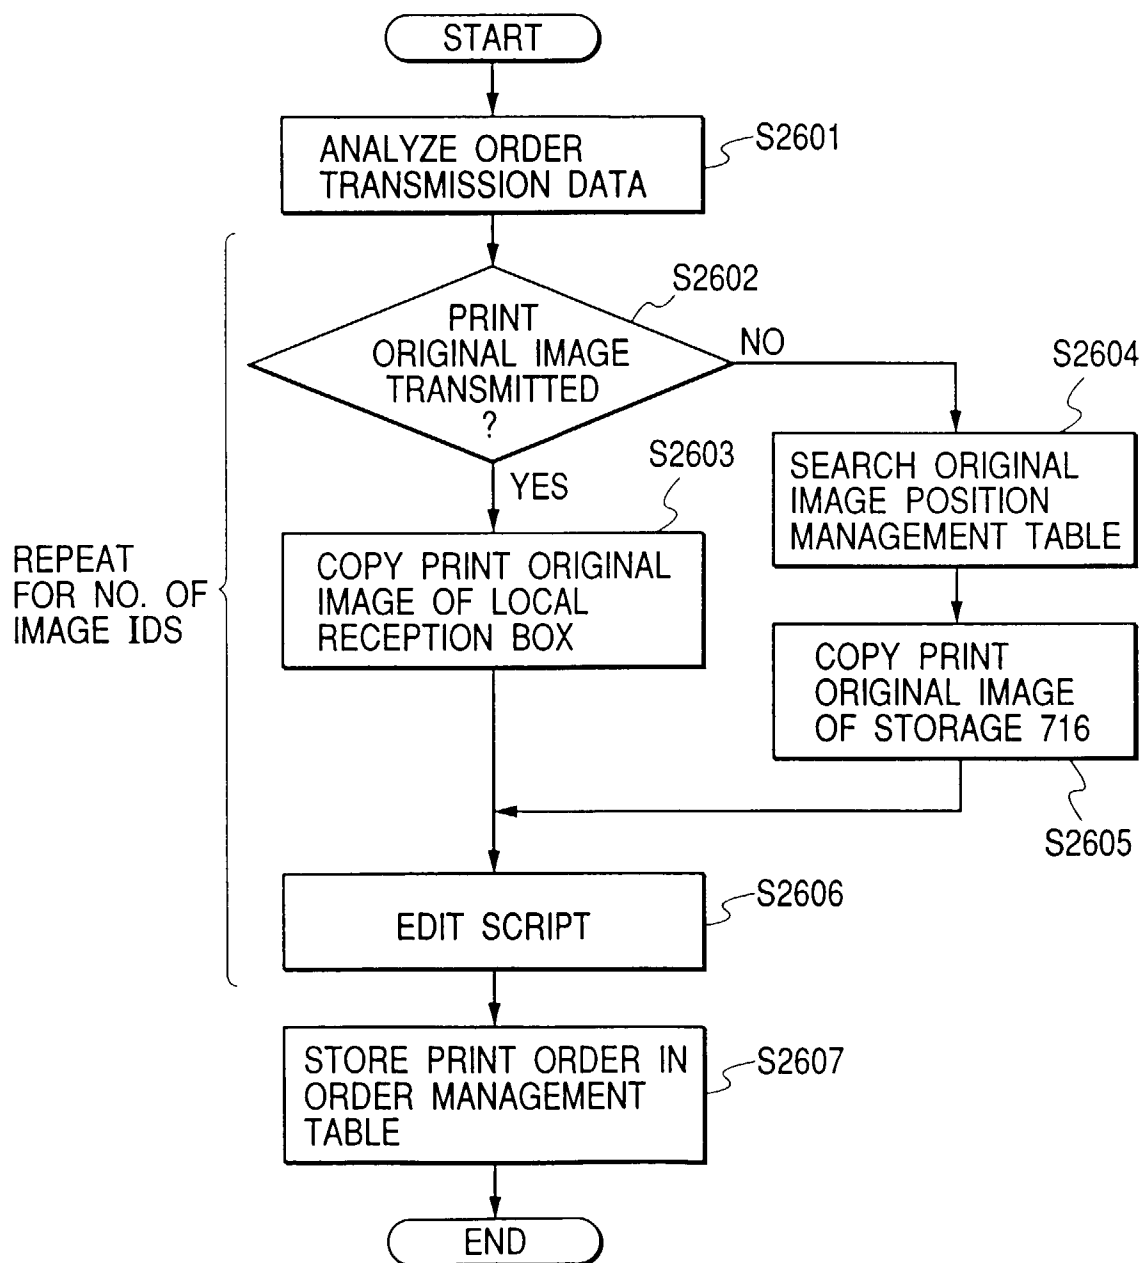 START
ANALYZE ORDER
TRANSMISSION DATA
S2601
PRINT
ORIGINAL IMAGE
TRANSMITTED
?
S2602
NO
YES
S2603
COPY PRINT ORIGINAL
IMAGE OF LOCAL
RECEPTION BOX
S2604
SEARCH ORIGINAL
IMAGE POSITION
MANAGEMENT TABLE
COPY PRINT
ORIGINAL IMAGE
OF STORAGE 716
S2605
REPEAT
FOR NO. OF
IMAGE IDS
EDIT SCRIPT
S2606
STORE PRINT ORDER IN
ORDER MANAGEMENT
TABLE
S2607
END